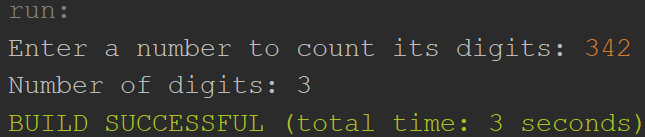 run:
Enter a number to count its digits: 342
Number of digits: 3
BUILD SUCCESSFUL (total time: 3 seconds)